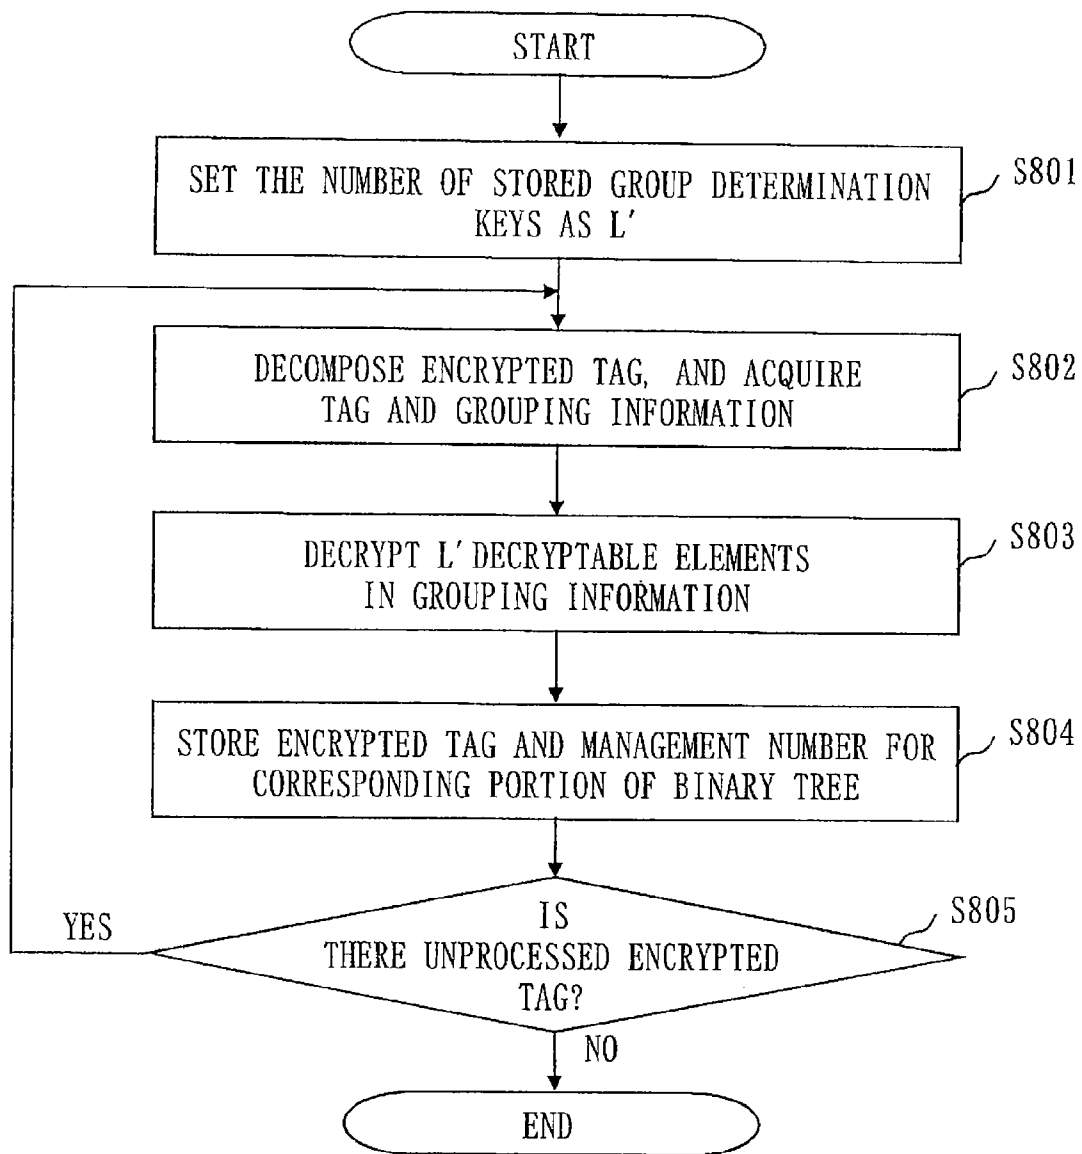 START
SET THE NUMBER OF STORED GROUP DETERMINATION
KEYS AS L'
S801
DECOMPOSE ENCRYPTED TAG, AND ACQUIRE
TAG AND GROUPING INFORMATION
S802
DECRYPT L' DECRYPTABLE ELEMENTS
IN GROUPING INFORMATION
S803
STORE ENCRYPTED TAG AND MANAGEMENT NUMBER FOR
CORRESPONDING PORTION OF BINARY TREE
S804
IS
THERE UNPROCESSED ENCRYPTED
TAG?
S805
YES
NO
END